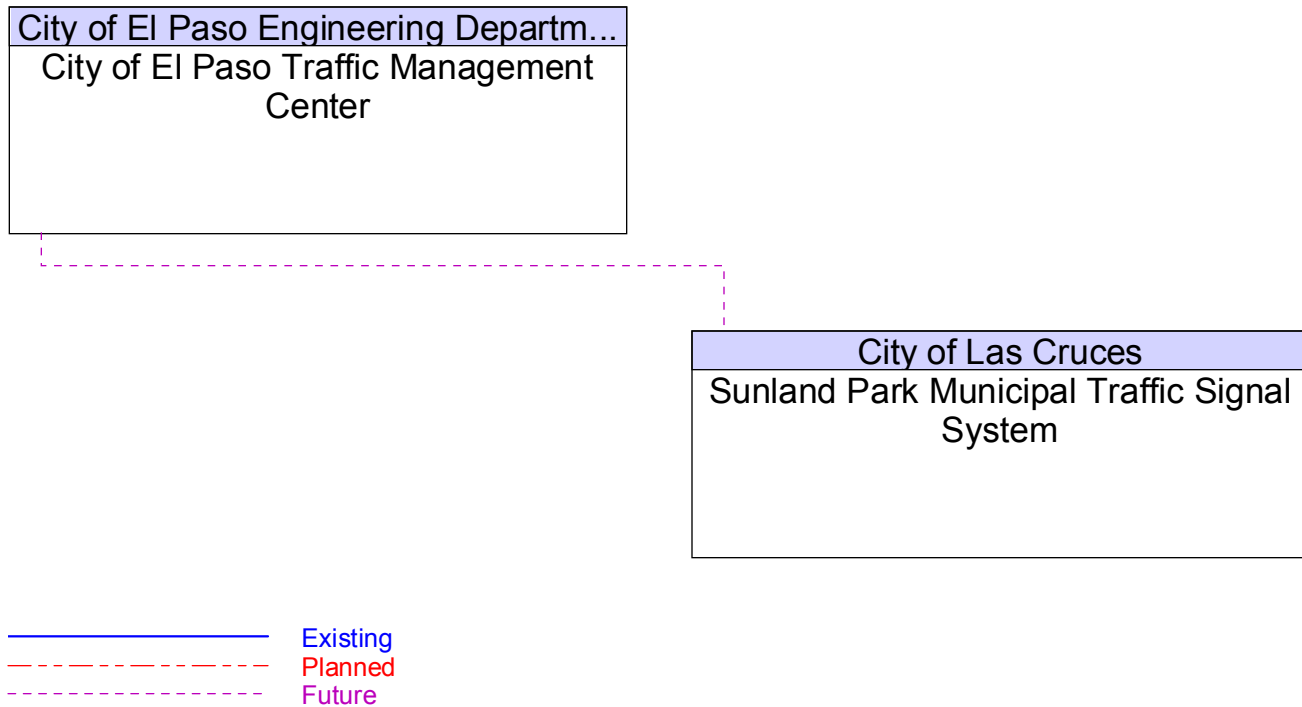 City of El Paso Engineering Departm...
City of El Paso Traffic Management
Center
City of Las Cruces
Sunland Park Municipal Traffic Signal
System
Existing
Planned
Future